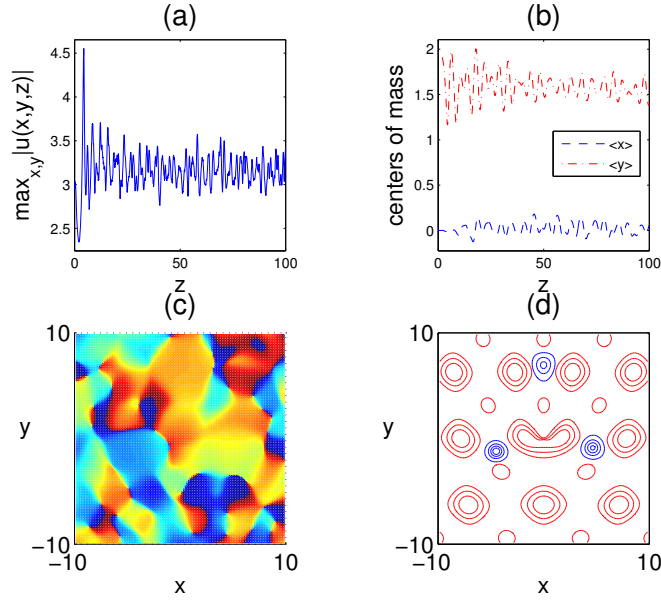 (a)
max_{x,y}|u(x,y,z)|
4.5
4
3.5
3
2.5
0 50 100
z
(b)
centers of mass
2
1.5
1
0.5
0
<x>
<y>
0 50 100
z
(c)
y
10
−10
−10 10
x
(d)
y
10
−10
−10 10
x